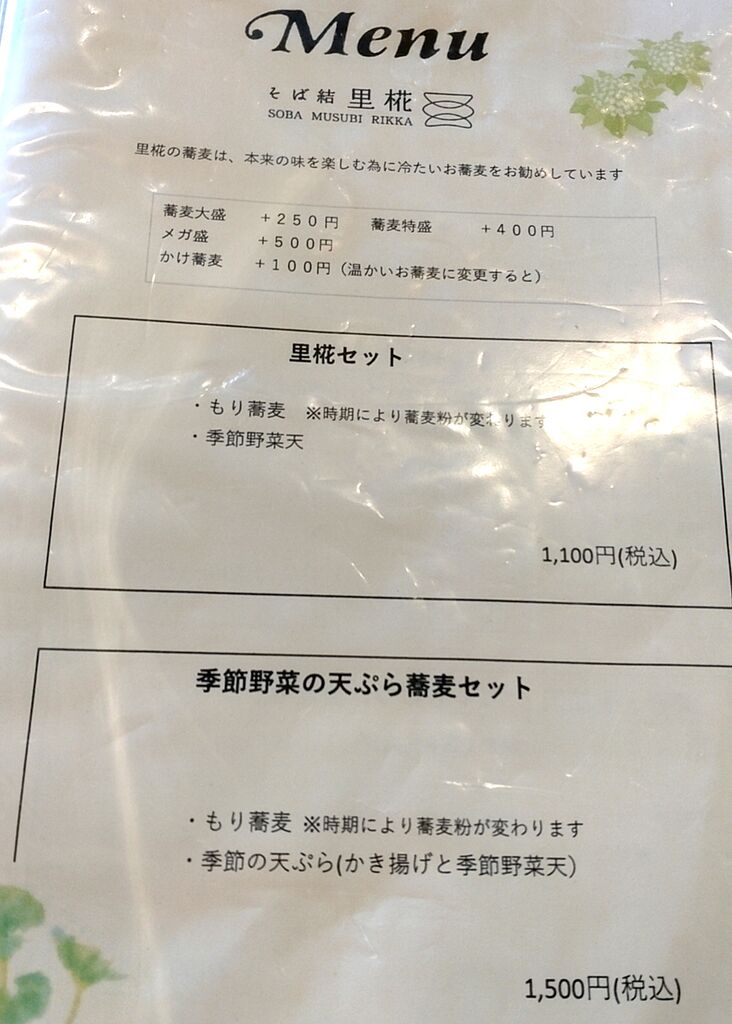 Menu
そば結 里椛
SOBA MUSUBI RIKKA
里椛の蕎麦は、本来の味を楽しむ為に冷たいお蕎麦をお勧めしています
蕎麦大盛 +250円 蕎麦特盛 +400円
メガ盛 +500円
かけ蕎麦 +100円（温かいお蕎麦に変更すると）
里椛セット
・もり蕎麦 ※時期により蕎麦粉が変わります
・季節野菜天
1,100円(税込)
季節野菜の天ぷら蕎麦セット
・もり蕎麦 ※時期により蕎麦粉が変わります
・季節の天ぷら(かき揚げと季節野菜天）
1,500円(税込)